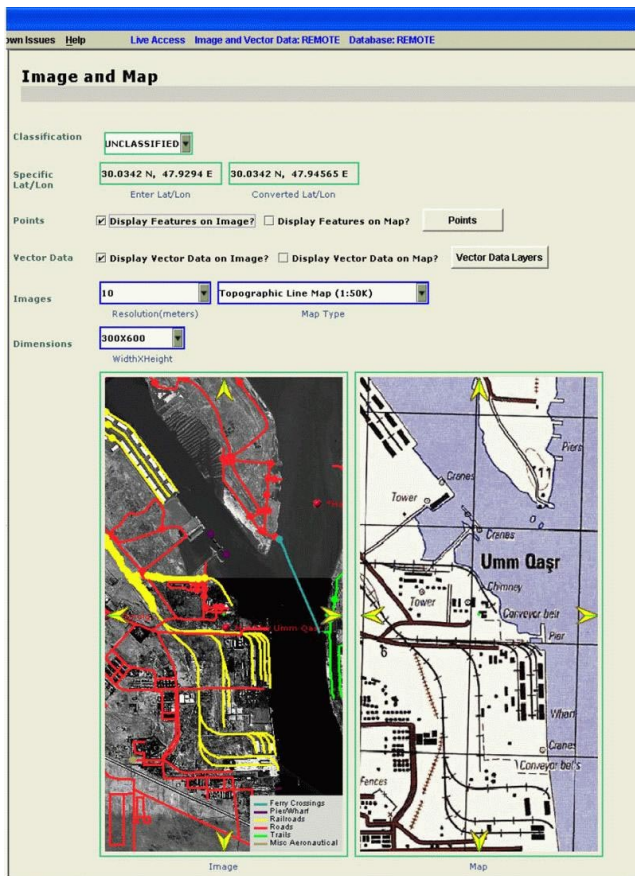 own Issues Help Live Access Image and Vector Data: REMOTE Database: REMOTE
Image and Map
Classification
UNCLASSIFIED
Specific Lat/Lon
30.0342 N, 47.9294 E
30.0342 N, 47.94565 E
Enter Lat/Lon
Converted Lat/Lon
Points
Display Features on Image?
Display Features on Map?
Points
Vector Data
Display Vector Data on Image?
Display Vector Data on Map?
Vector Data Layers
Images
10
Topographic Line Map (1:50K)
Resolution(meters)
Map Type
Dimensions
300X600
WidthXHeight
Umm Qas
Ferry Crossings
Pier/Wharf
Railroads
Roads
Trails
Misc Aeronautical
Image
Piers
11
Cranes
Tower
Cranes
Umm Qaşr
Chimney
Tower
Conveyor belt
Pier
6
Wharf
Cranes
Conveyor belts
Fences
Map